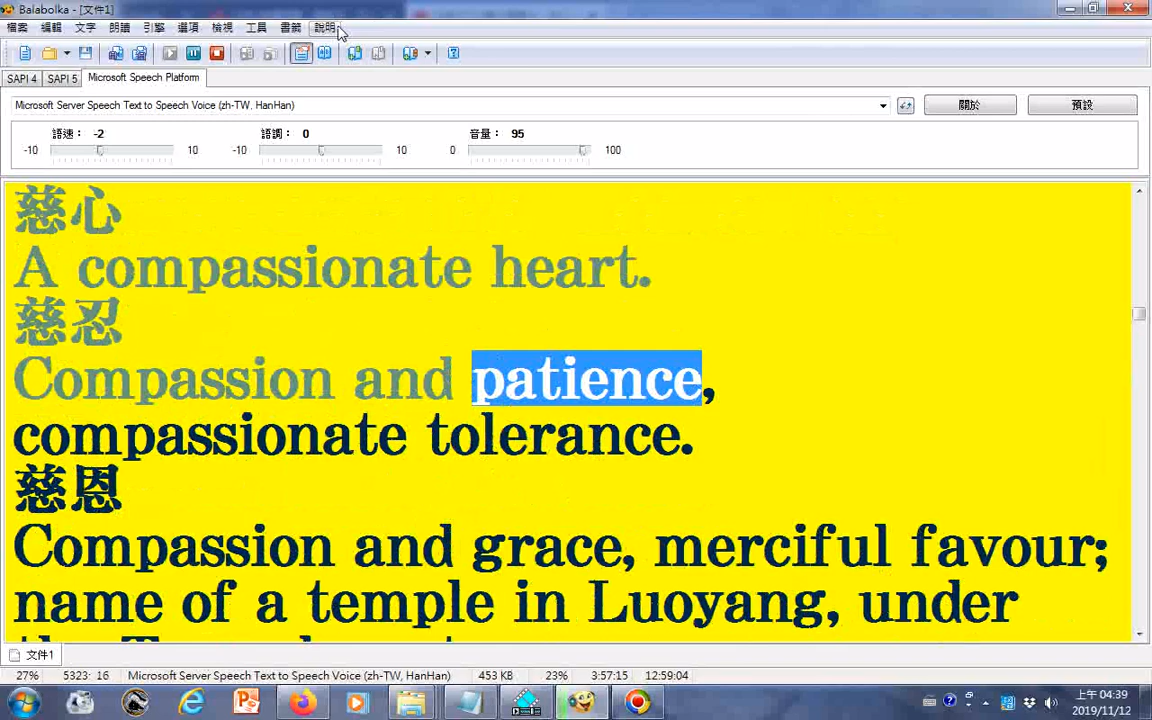 Balabolka - [文件1]
檔案 編輯 文字 朗讀 引擎 選項 檢視 工具 書籤 說明
SAPI 4 SAPI 5 Microsoft Speech Platform
Microsoft Server Speech Text to Speech Voice (zh-TW, HanHan) 關於 預設
語速： -2 語調： 0 音量： 95
-10 10 -10 10 0 100
慈心
A compassionate heart.
慈忍
Compassion and patience,
compassionate tolerance.
慈恩
Compassion and grace, merciful favour;
name of a temple in Luoyang, under
文件1
27% 5323: 16 Microsoft Server Speech Text to Speech Voice (zh-TW, HanHan) 453 KB 23% 3:57:15 12:59:04
上午 04:39
2019/11/12